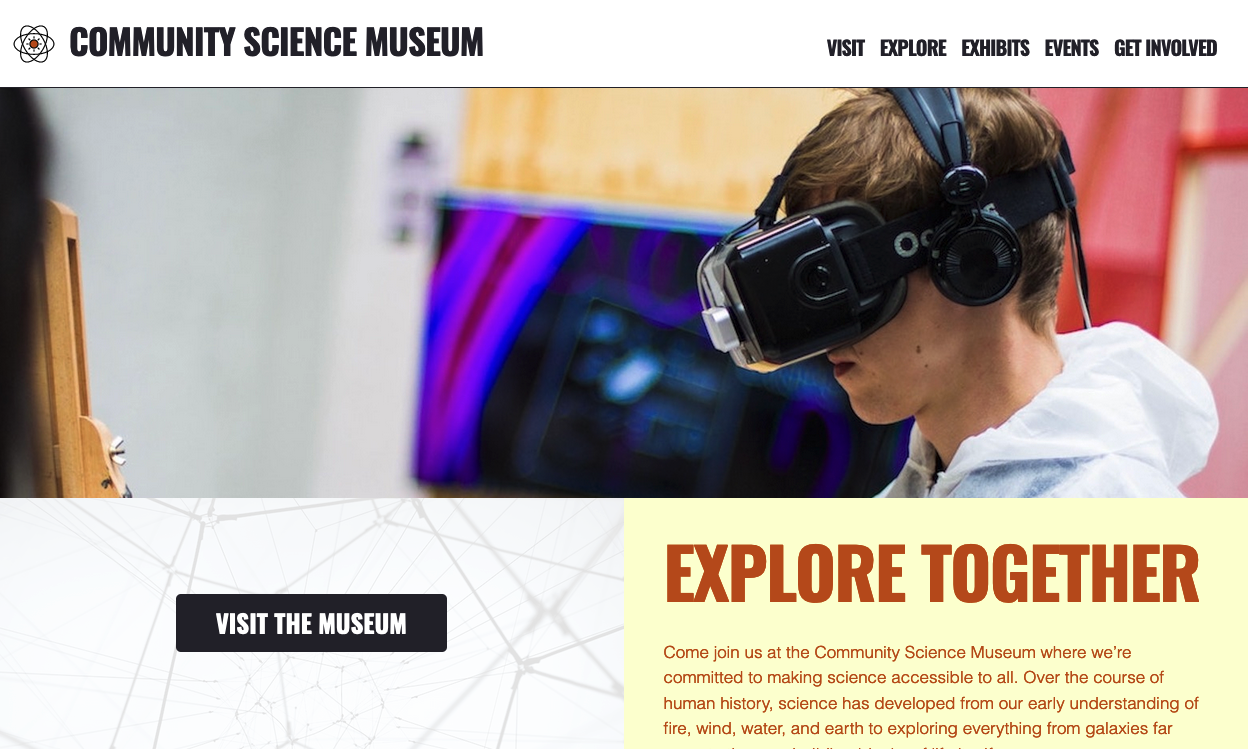 COMMUNITY SCIENCE MUSEUM
VISIT EXPLORE EXHIBITS EVENTS GET INVOLVED
VISIT THE MUSEUM
EXPLORE TOGETHER
Come join us at the Community Science Museum where we’re
committed to making science accessible to all. Over the course of
human history, science has developed from our early understanding of
fire, wind, water, and earth to exploring everything from galaxies far